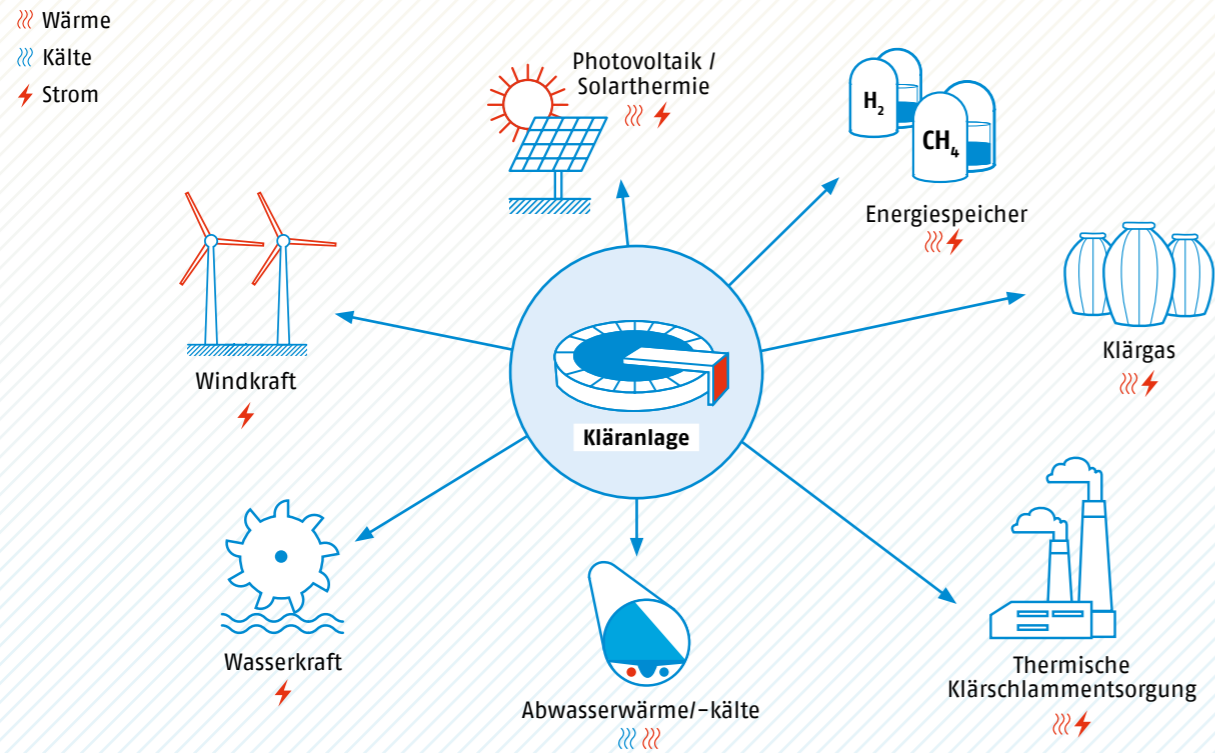 Wärme
Kälte
Strom
Photovoltaik /
Solarthermie
H₂
CH₄
Energiespeicher
Klärgas
Windkraft
Kläranlage
Wasserkraft
Abwasserwärme/-kälte
Thermische
Klärschlammentsorgung